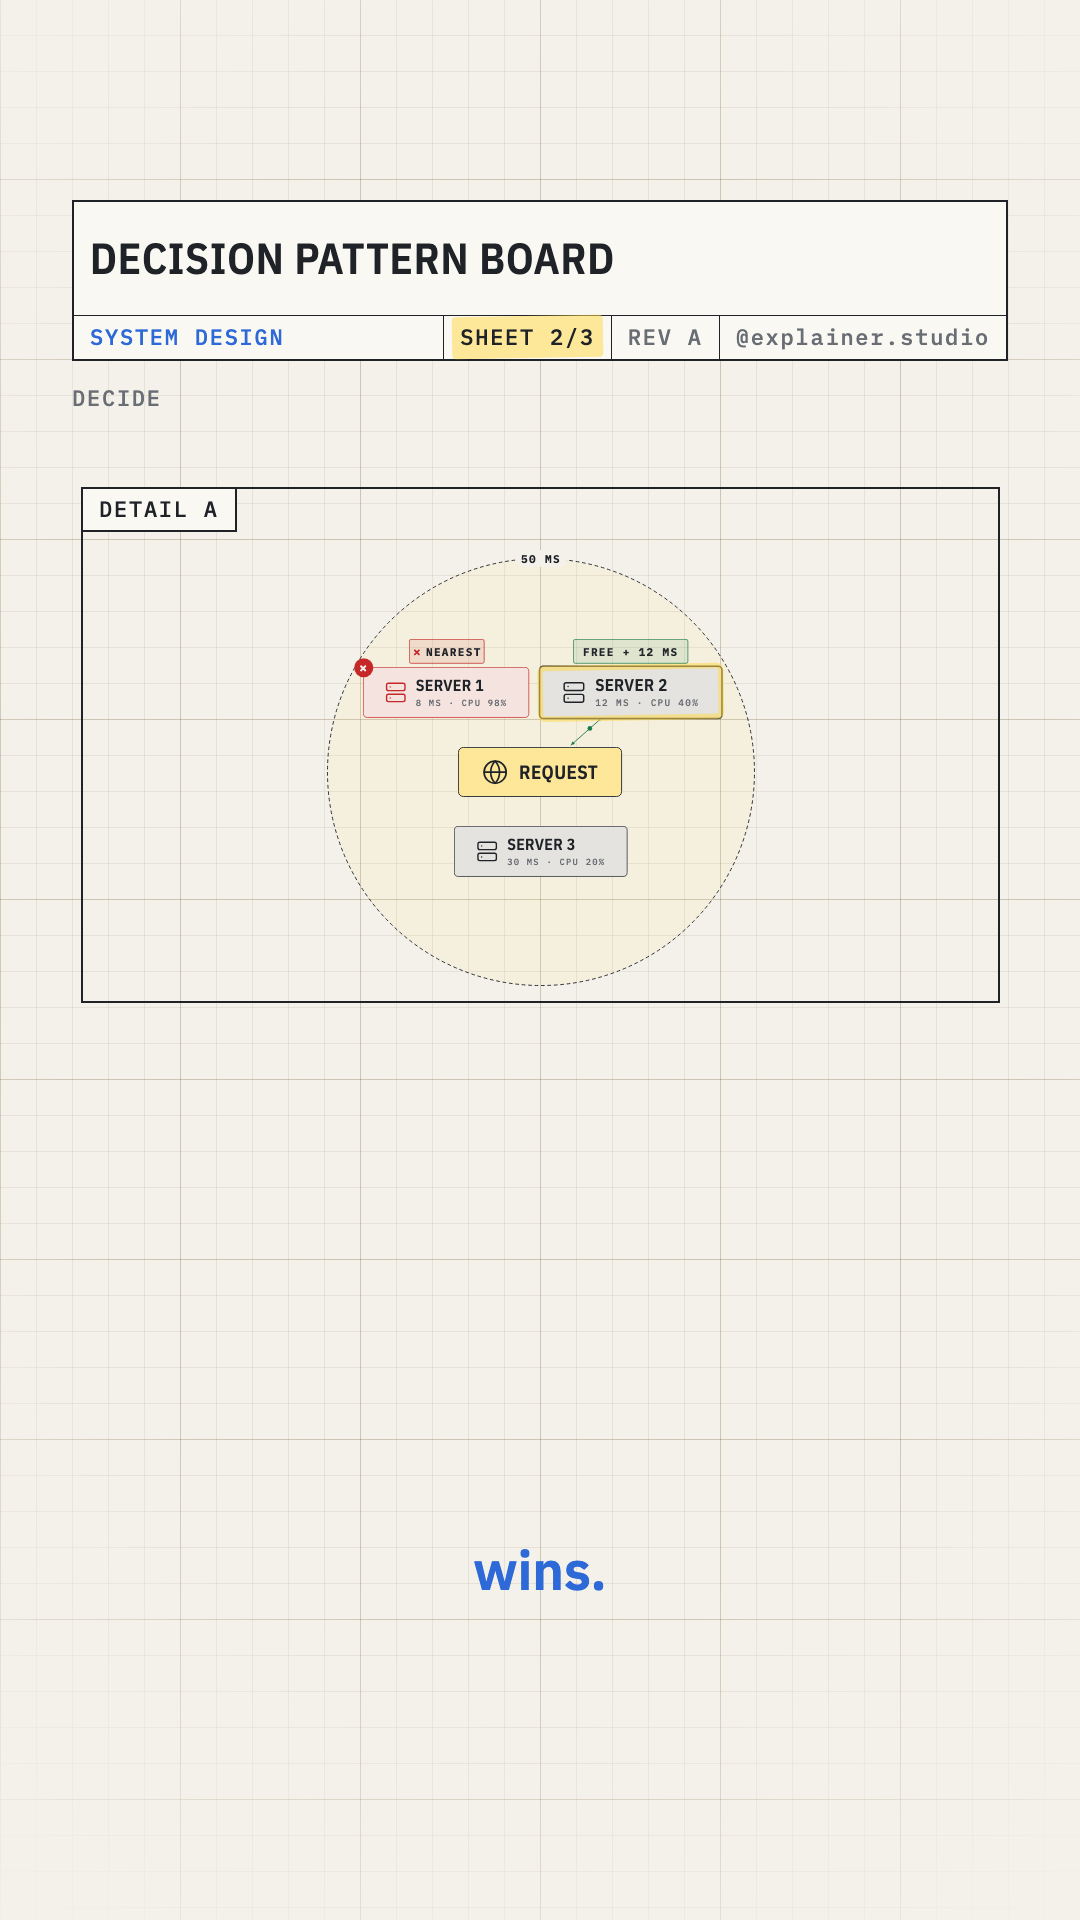 DECISION PATTERN BOARD
SYSTEM DESIGN
SHEET 2/3
REV A
@explainer.studio
DECIDE
DETAIL A
50 MS
× NEAREST
FREE + 12 MS
SERVER 1
8 MS · CPU 98%
SERVER 2
12 MS · CPU 40%
REQUEST
SERVER 3
30 MS · CPU 20%
wins.